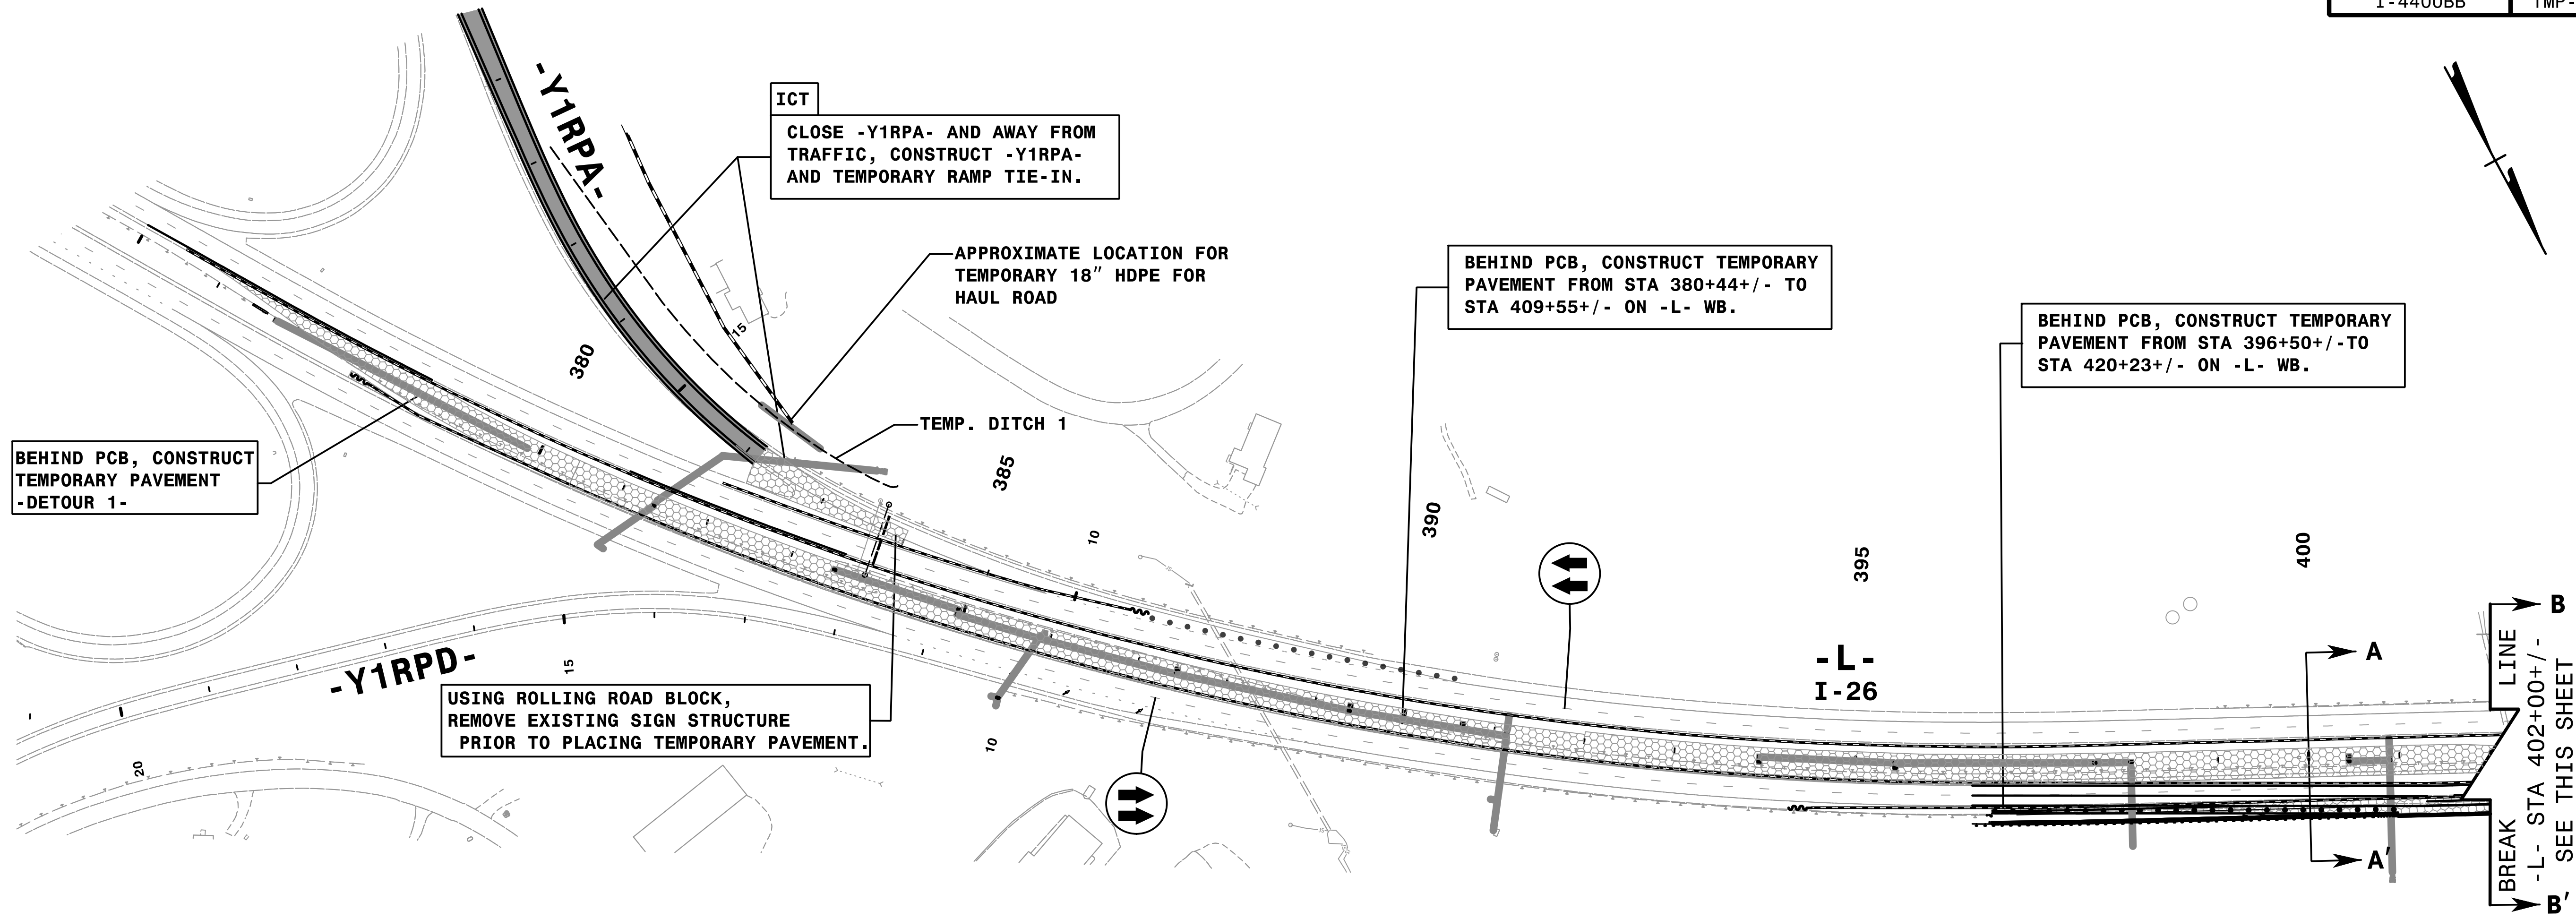 I-4400BB TMP-
-Y1RPA-
ICT
CLOSE -Y1RPA- AND AWAY FROM
TRAFFIC, CONSTRUCT -Y1RPA-
AND TEMPORARY RAMP TIE-IN.
APPROXIMATE LOCATION FOR
TEMPORARY 18″ HDPE FOR
HAUL ROAD
BEHIND PCB, CONSTRUCT TEMPORARY
PAVEMENT FROM STA 380+44+/- TO
STA 409+55+/- ON -L- WB.
BEHIND PCB, CONSTRUCT TEMPORARY
PAVEMENT FROM STA 396+50+/-TO
STA 420+23+/- ON -L- WB.
15
380
TEMP. DITCH 1
385
BEHIND PCB, CONSTRUCT
TEMPORARY PAVEMENT
-DETOUR 1-
390
10
395
400
B
A
-L-
I-26
15
-Y1RPD-
USING ROLLING ROAD BLOCK,
REMOVE EXISTING SIGN STRUCTURE
PRIOR TO PLACING TEMPORARY PAVEMENT.
10
20
A'
BREAK LINE
-L- STA 402+00+/-
SEE THIS SHEET
B'